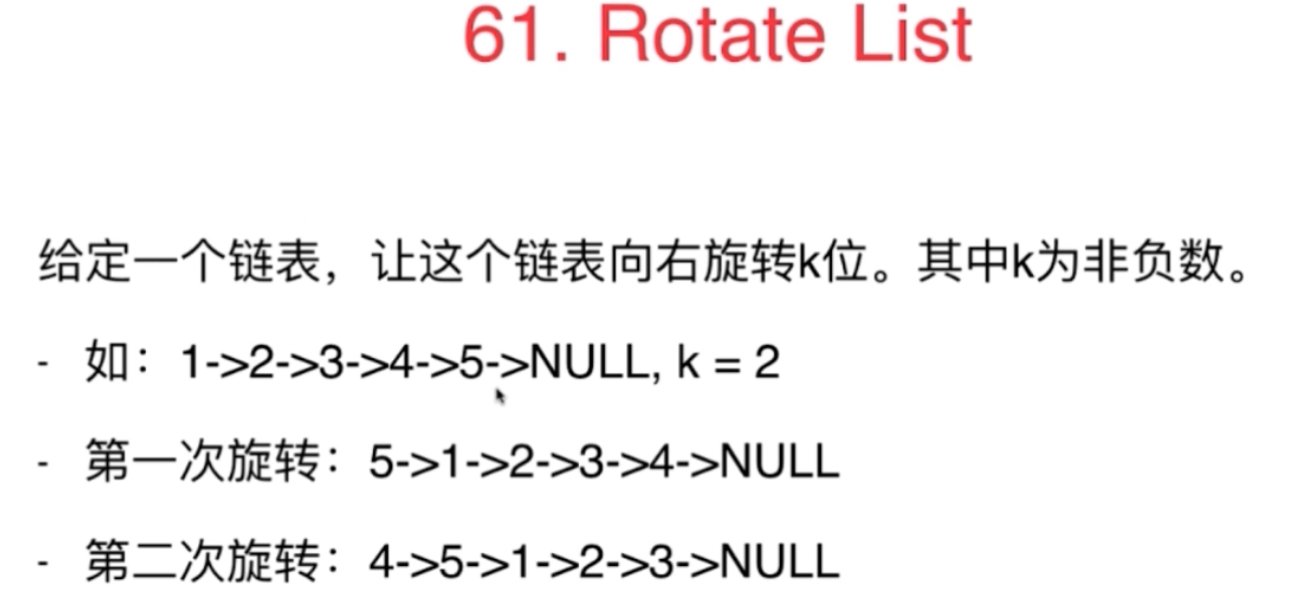 61. Rotate List
给定一个链表，让这个链表向右旋转k位。其中k为非负数。
- 如：1->2->3->4->5->NULL, k = 2
- 第一次旋转：5->1->2->3->4->NULL
- 第二次旋转：4->5->1->2->3->NULL